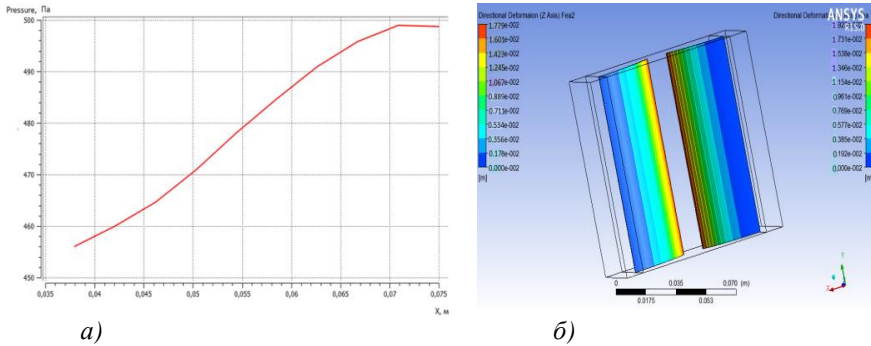 Pressure, Па
500
490
480
470
460
450
0,035
0,04
0,045
0,05
0,055
0,06
0,065
0,07
0,075
X, м
а)
Directional Deformation (Z Axis) Fea2
1.779e-002
1.601e-002
1.423e-002
1.245e-002
1.067e-002
0.889e-002
0.711e-002
0.534e-002
0.356e-002
0.178e-002
0.000e-002
[m]
Directional Deformat
ANSYS
1.731e-002
1.538e-002
1.346e-002
1.154e-002
0.961e-002
0.769e-002
0.577e-002
0.385e-002
0.192e-002
0.000e-002
[m]
0
0.035
0.070 (m)
0.0175
0.053
Y
Z
б)